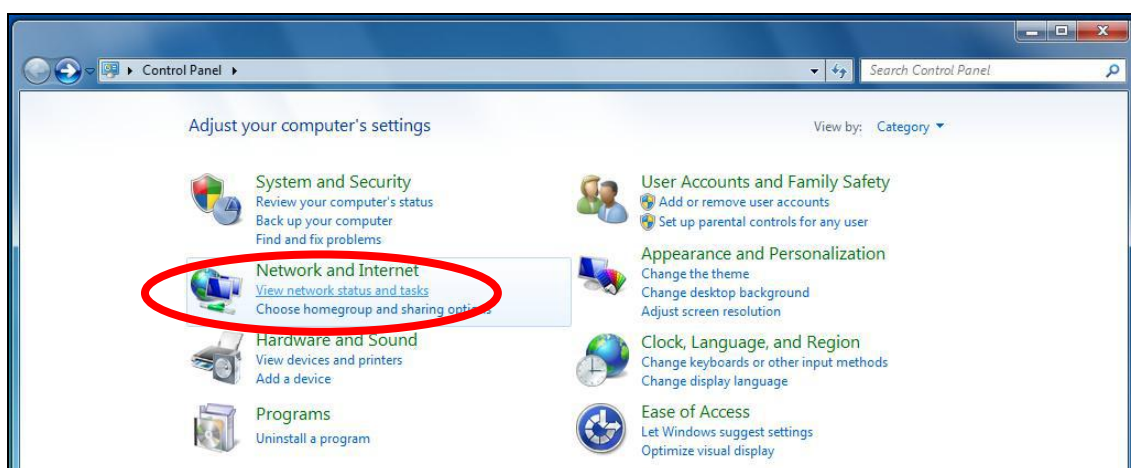 Control Panel
Search Control Panel
Adjust your computer's settings
View by: Category
System and Security
Review your computer's status
Back up your computer
Find and fix problems
Network and Internet
View network status and tasks
Choose homegroup and sharing options
Hardware and Sound
View devices and printers
Add a device
Programs
Uninstall a program
User Accounts and Family Safety
Add or remove user accounts
Set up parental controls for any user
Appearance and Personalization
Change the theme
Change desktop background
Adjust screen resolution
Clock, Language, and Region
Change keyboards or other input methods
Change display language
Ease of Access
Let Windows suggest settings
Optimize visual display